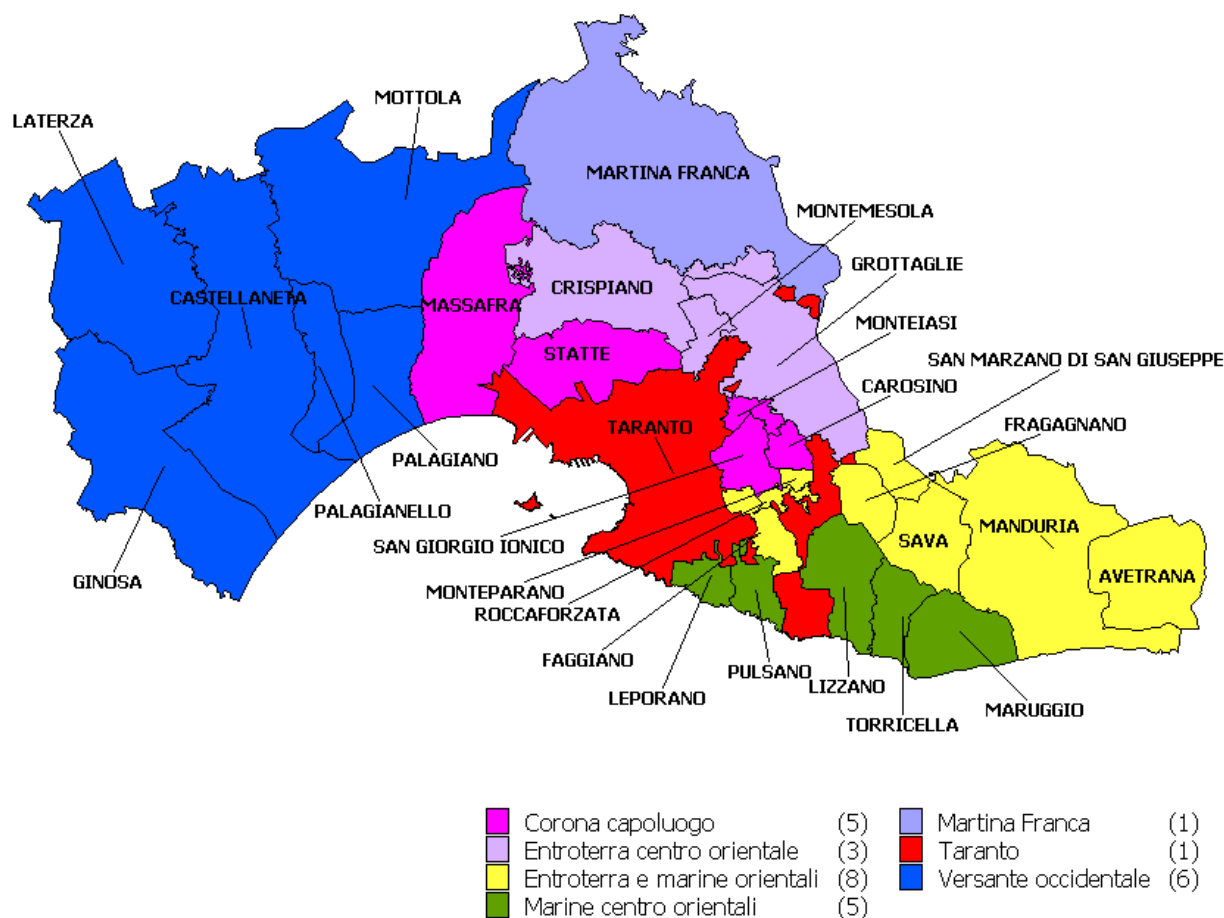 MOTTOLA
LATERZA
MARTINA FRANCA
MONTEMESOLA
GROTTAGLIE
CRISPIANO
CASTELLANETA
MASSAFRA
MONTEIASI
STATTE
SAN MARZANO DI SAN GIUSEPPE
CAROSINO
FRAGAGNANO
TARANTO
PALAGIANO
PALAGIANELLO
MANDURIA
SAVA
SAN GIORGIO IONICO
AVETRANA
GINOSA
MONTEPARANO
ROCCAFORZATA
FAGGIANO
PULSANO
LIZZANO
LEPORANO
MARUGGIO
TORRICELLA
Corona capoluogo (5)
Entroterra centro orientale (3)
Entroterra e marine orientali (8)
Marine centro orientali (5)
Martina Franca (1)
Taranto (1)
Versante occidentale (6)